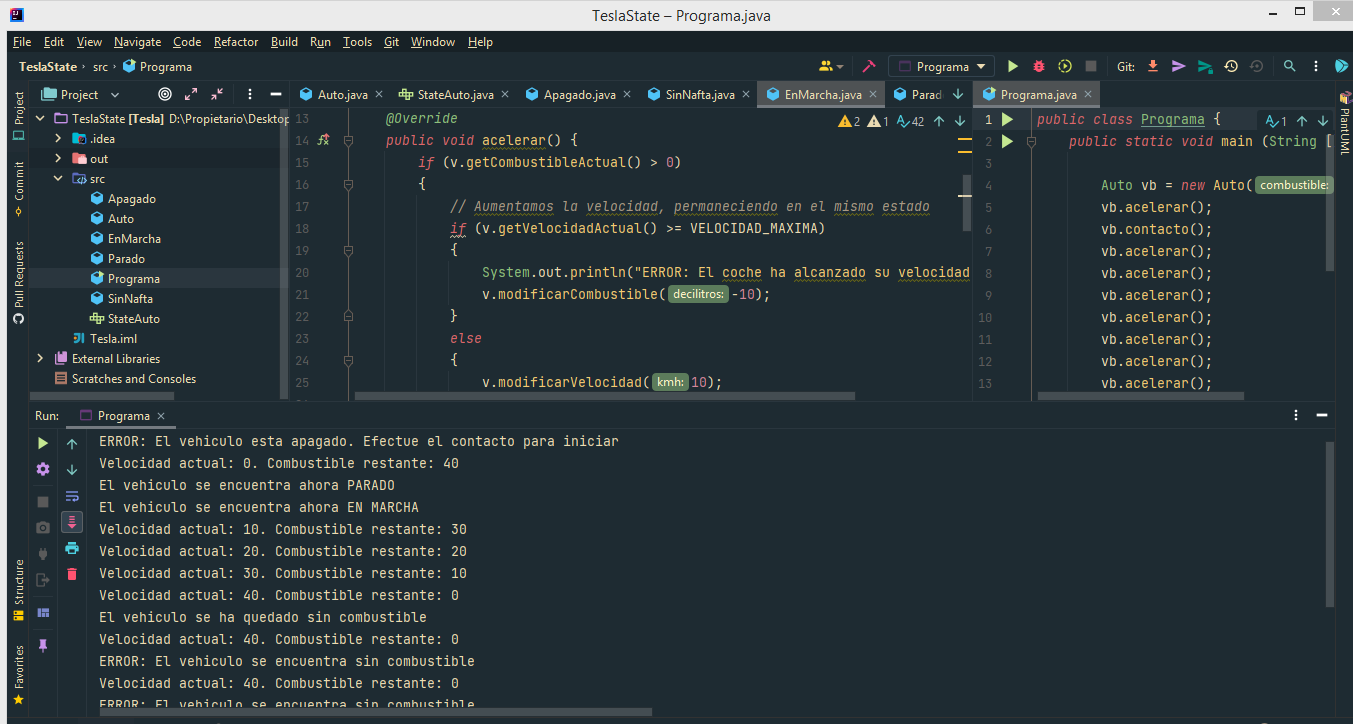 TeslaState – Programa.java
File Edit View Navigate Code Refactor Build Run Tools Git Window Help
TeslaState src Programa
Programa Git:
Project
Commit
Pull Requests
Structure
Favorites
Project
TeslaState [Tesla] D:\Propietario\Desktop
.idea
out
src
Apagado
Auto
EnMarcha
Parado
Programa
SinNafta
StateAuto
Tesla.iml
External Libraries
Scratches and Consoles
Auto.java StateAuto.java Apagado.java SinNafta.java EnMarcha.java Parad
2 1 42
13 @Override
14 public void acelerar() {
15 if (v.getCombustibleActual() > 0)
16 {
17 // Aumentamos la velocidad, permaneciendo en el mismo estado
18 if (v.getVelocidadActual() >= VELOCIDAD_MAXIMA)
19 {
20 System.out.println("ERROR: El coche ha alcanzado su velocidad
21 v.modificarCombustible( decilitros: -10);
22 }
23 else
24 {
25 v.modificarVelocidad( kmh: 10);
Programa.java
1
1 public class Programa {
2 public static void main (String [
3
4 Auto vb = new Auto( combustible:
5 vb.acelerar();
6 vb.contacto();
7 vb.acelerar();
8 vb.acelerar();
9 vb.acelerar();
10 vb.acelerar();
11 vb.acelerar();
12 vb.acelerar();
13 vb.acelerar();
PlantUML
Run: Programa
ERROR: El vehiculo esta apagado. Efectue el contacto para iniciar
Velocidad actual: 0. Combustible restante: 40
El vehiculo se encuentra ahora PARADO
El vehiculo se encuentra ahora EN MARCHA
Velocidad actual: 10. Combustible restante: 30
Velocidad actual: 20. Combustible restante: 20
Velocidad actual: 30. Combustible restante: 10
Velocidad actual: 40. Combustible restante: 0
El vehiculo se ha quedado sin combustible
Velocidad actual: 40. Combustible restante: 0
ERROR: El vehiculo se encuentra sin combustible
Velocidad actual: 40. Combustible restante: 0
ERROR: El vehiculo se encuentra sin combustible